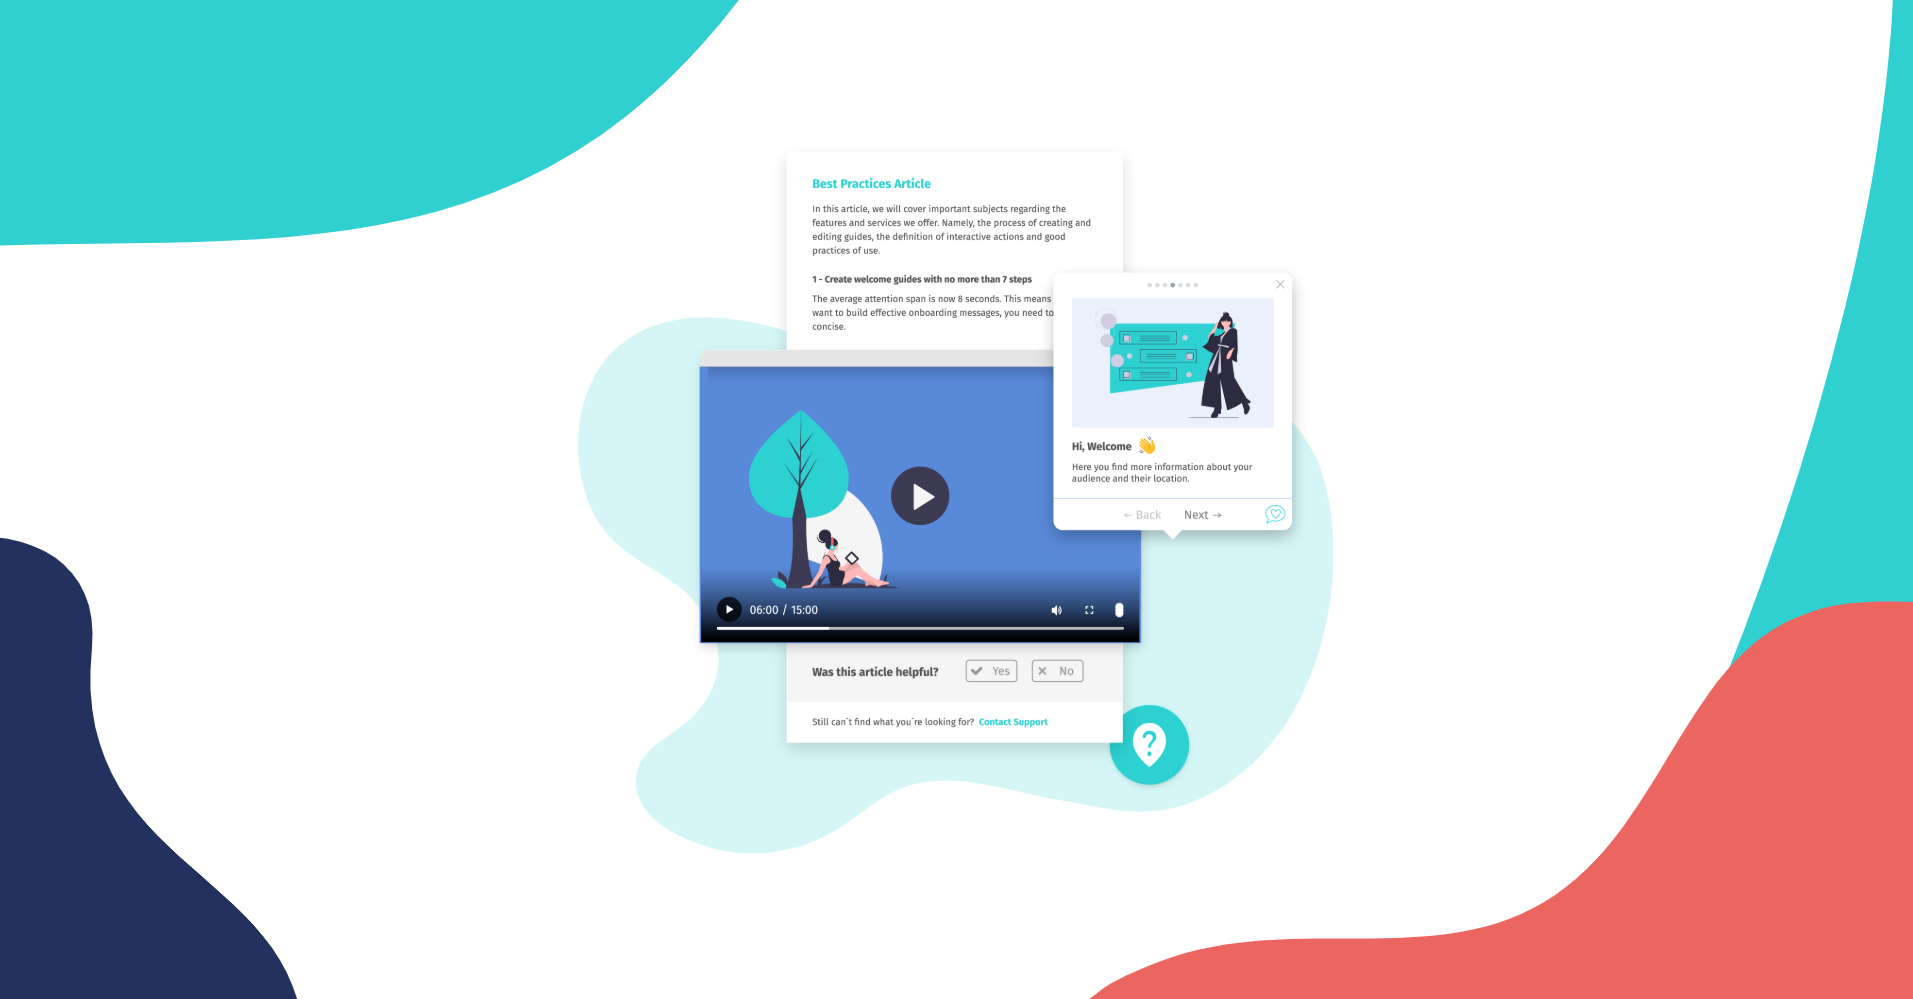 Best Practices Article
In this article, we will cover important subjects regarding the
features and services we offer. Namely, the process of creating and
editing guides, the definition of interactive actions and good
practices of use.
1 - Create welcome guides with no more than 7 steps
The average attention span is now 8 seconds. This means
want to build effective onboarding messages, you need to
concise.
Hi, Welcome 👋
Here you find more information about your
audience and their location.
← Back Next →
06:00 / 15:00
Was this article helpful? Yes No
Still can´t find what you´re looking for? Contact Support
?